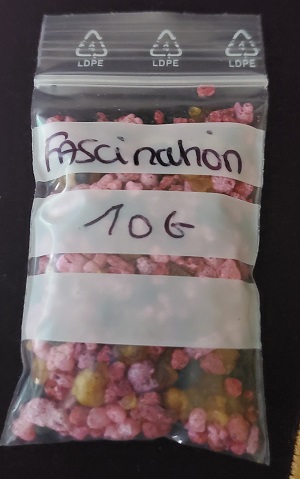 4 4 4
LDPE LDPE LDPE
FAscination
10G